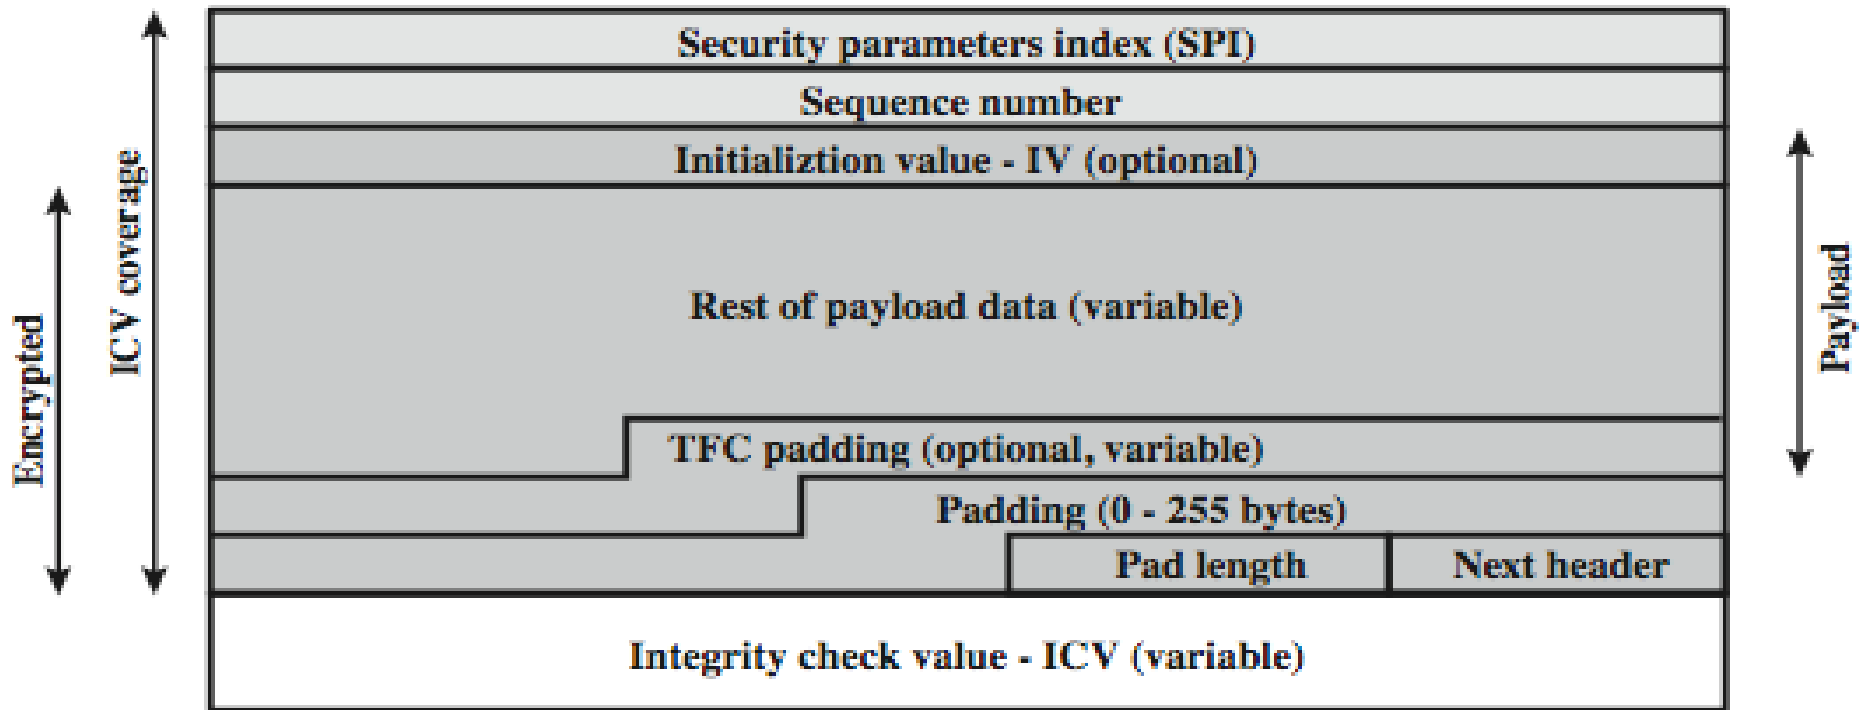 Security parameters index (SPI)
Sequence number
Initializtion value - IV (optional)
Rest of payload data (variable)
TFC padding (optional, variable)
Padding (0 - 255 bytes)
Pad length
Next header
Integrity check value - ICV (variable)
Encrypted
ICV coverage
Payload